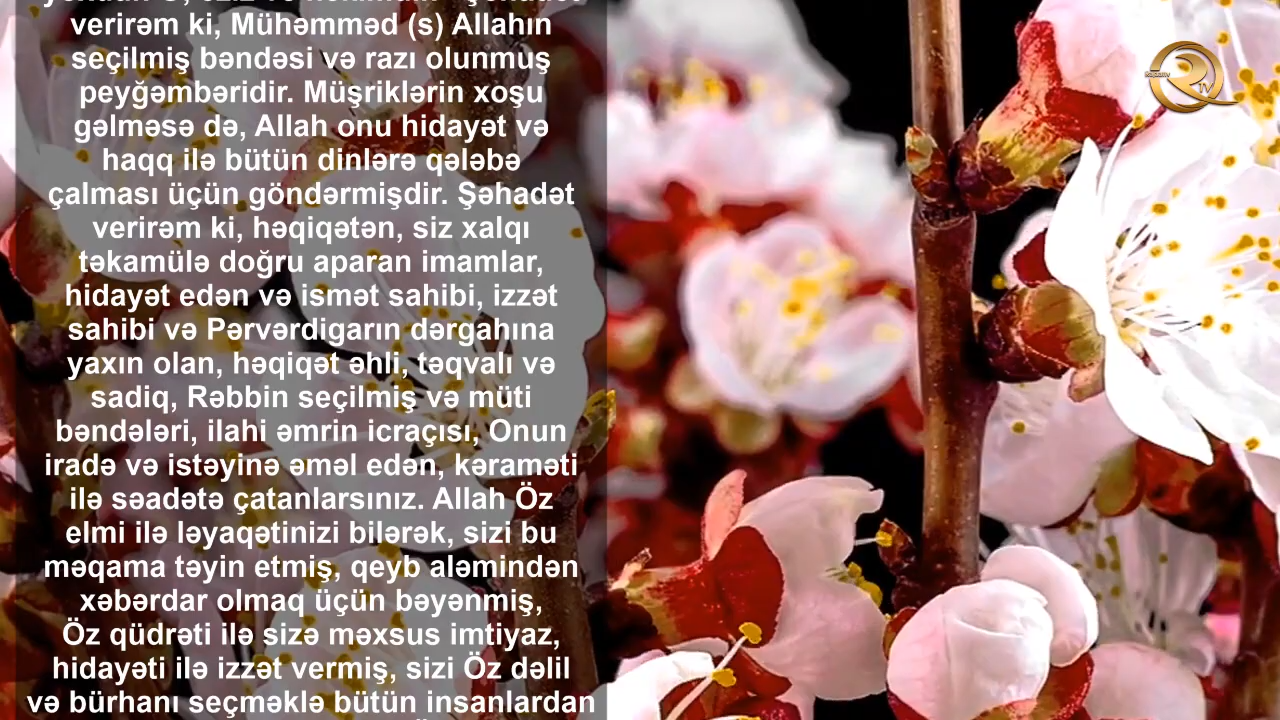 verirəm ki, Mühəmməd (s) Allahın
seçilmiş bəndəsi və razı olunmuş
peyğəmbəridir. Müşriklərin xoşu
gəlməsə də, Allah onu hidayət və
haqq ilə bütün dinlərə qələbə
çalması üçün göndərmişdir. Şəhadət
verirəm ki, həqiqətən, siz xalqı
təkamülə doğru aparan imamlar,
hidayət edən və ismət sahibi, izzət
sahibi və Pərvərdigarın dərgahına
yaxın olan, həqiqət əhli, təqvalı və
sadiq, Rəbbin seçilmiş və müti
bəndələri, ilahi əmrin icraçısı, Onun
iradə və istəyinə əməl edən, kəraməti
ilə səadətə çatanlarsınız. Allah Öz
elmi ilə ləyaqətinizi bilərək, sizi bu
məqama təyin etmiş, qeyb aləmindən
xəbərdar olmaq üçün bəyənmiş,
Öz qüdrəti ilə sizə məxsus imtiyaz,
hidayəti ilə izzət vermiş, sizi Öz dəlil
və bürhanı seçməklə bütün insanlardan
TV